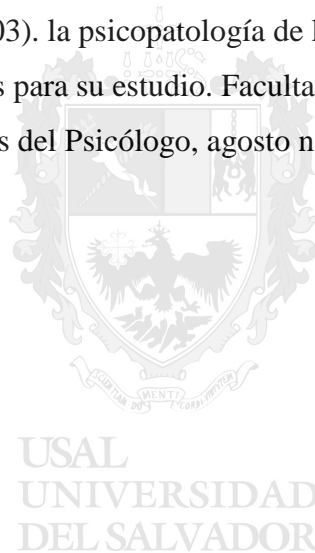 03). la psicopatología de
s para su estudio. Faculta
s del Psicólogo, agosto n
USAL
UNIVERSIDAD
DEL SALVADOR